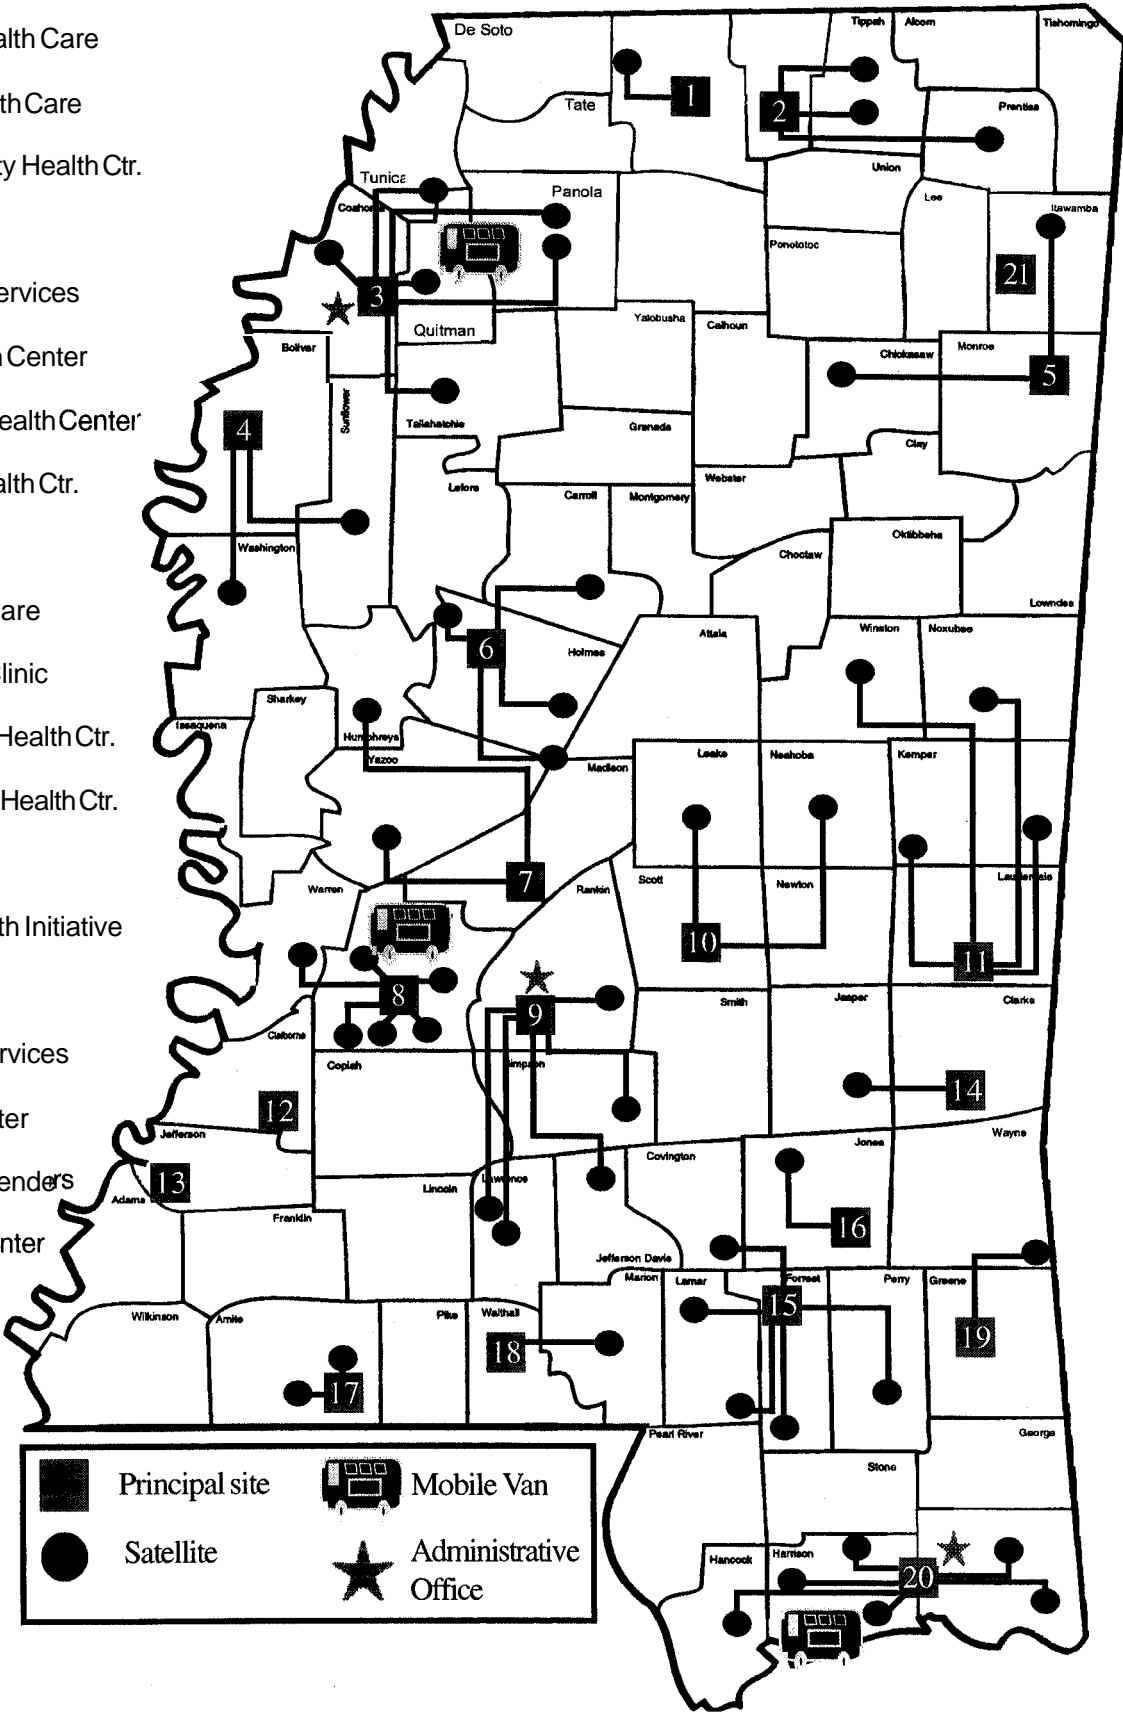 alth Care
th Care
ty Health Ctr.
ervices
n Center
ealth Center
alth Ctr.
are
Clinic
Health Ctr.
Health Ctr.
th Initiative
rvices
ter
enders
nter
De Soto
Tippah
Alcorn
Tishomingo
1
2
Tate
Prentiss
Union
Tunica
Panola
Lee
Itawamba
Coahoma
Ponototoc
21
3
Quitman
Yalobusha
Calhoun
Bolivar
Chickasaw
Monroe
5
Sunflower
4
Tallahatchie
Grenada
Clay
Webster
Leflore
Carroll
Montgomery
Oktibbeha
Washington
Choctaw
Lowndes
6
Attala
Winston
Noxubee
Holmes
Sharkey
Issaquena
Humphreys
Yazoo
Madison
Leake
Neshoba
Kemper
7
Warren
Rankin
Scott
Newton
Lauderdale
10
11
8
9
Smith
Jasper
Clarke
Claiborne
Copiah
Simpson
12
14
Jefferson
Jones
Wayne
Covington
Adams
13
Lincoln
Lawrence
Franklin
16
Jefferson Davis
Marion
Lamar
Forrest
Perry
Greene
15
Wilkinson
Amite
Pike
Walthall
18
19
17
Pearl River
George
Stone
Principal site
Mobile Van
Satellite
Administrative
Office
Hancock
Harrison
20